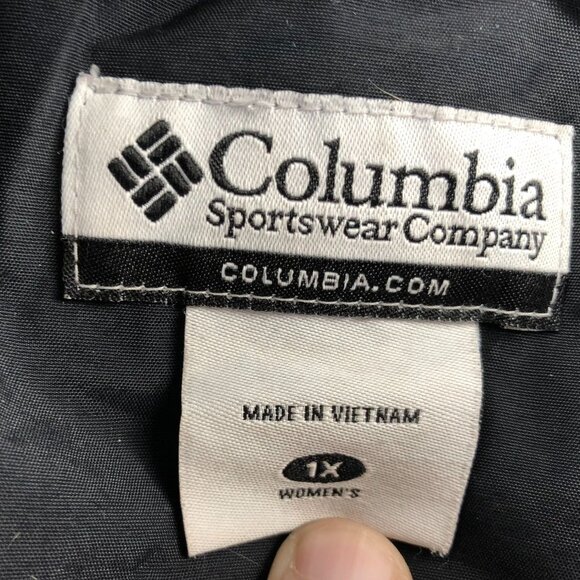 Columbia
Sportswear Company
COLUMBIA.COM
MADE IN VIETNAM
1X
WOMEN'S